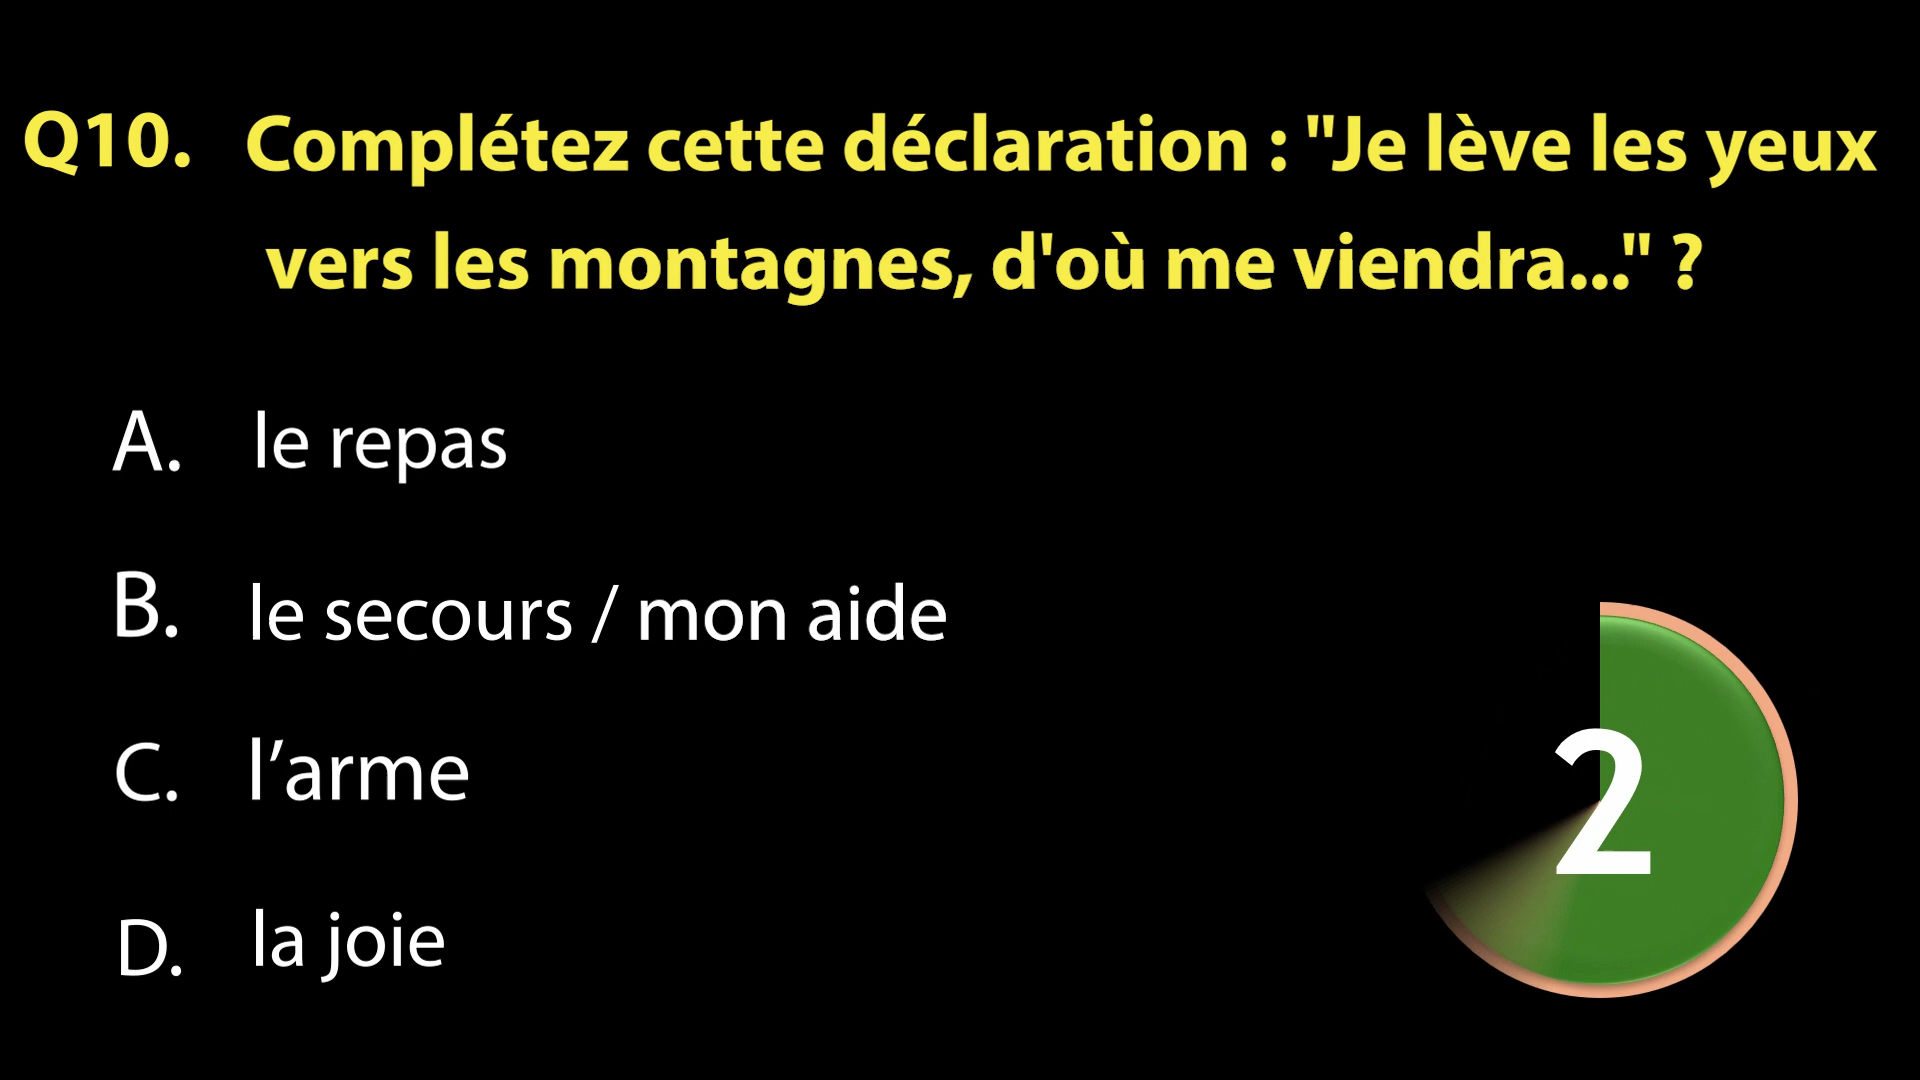 Q10. Complétez cette déclaration : "Je lève les yeux
vers les montagnes, d'où me viendra..." ?
A. le repas
B. le secours / mon aide
C. l’arme
D. la joie
2